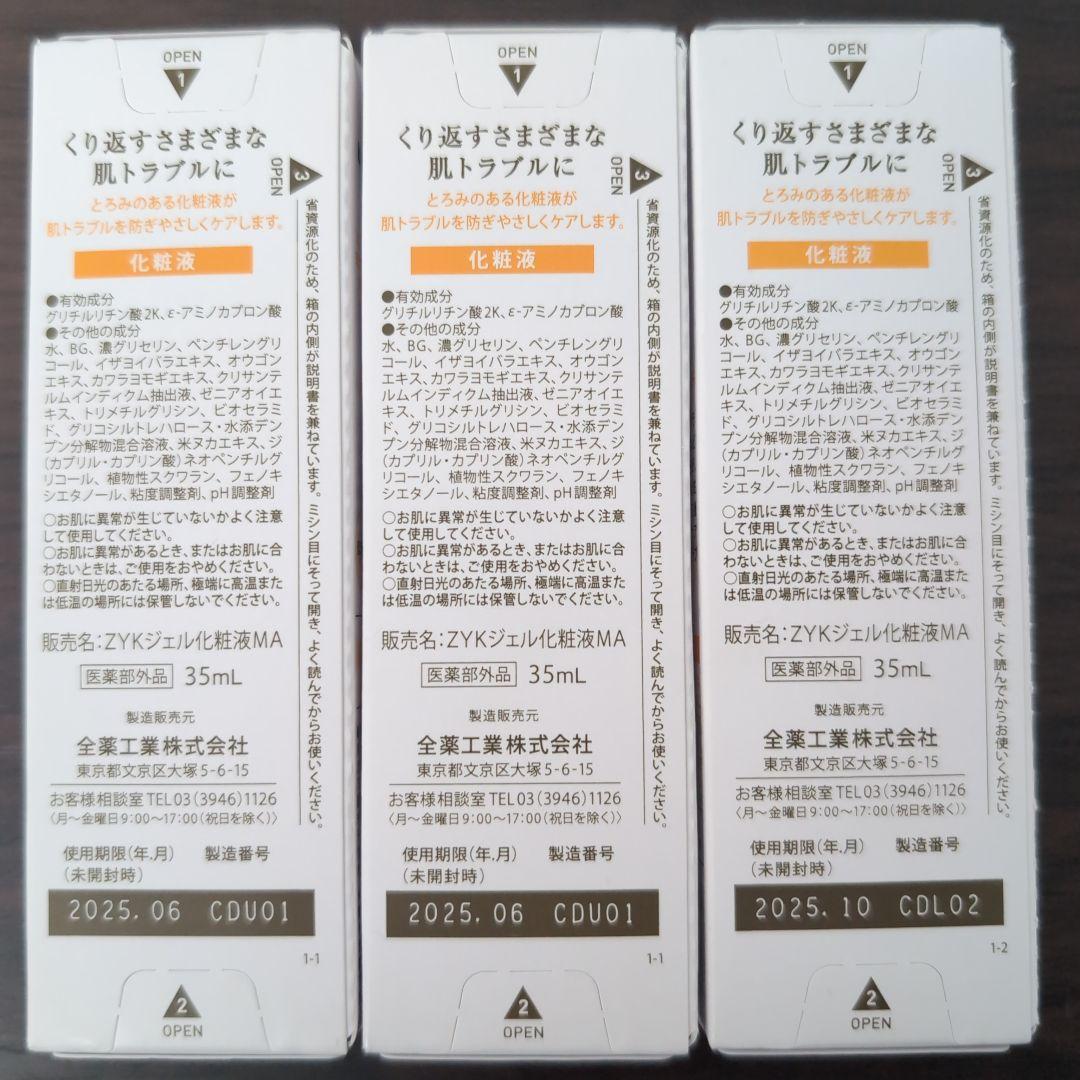 OPEN
1
くり返すさまざまな
肌トラブルに
とろみのある化粧液が
肌トラブルを防ぎやさしくケアします。
化粧液
●有効成分
グリチルリチン酸2K、ε-アミノカプロン酸
●その他の成分
水、BG、濃グリセリン、ペンチレングリ
コール、イザヨイバラエキス、オウゴン
エキス、カワラヨモギエキス、クリサンテ
ルムインディクム抽出液、ゼニアオイエ
キス、トリメチルグリシン、ビオセラミ
ド、グリコシルトレハロース・水添デン
プン分解物混合溶液、米ヌカエキス、ジ
(カプリル・カプリン酸)ネオペンチルグ
リコール、植物性スクワラン、フェノキ
シエタノール、粘度調整剤、pH調整剤
○お肌に異常が生じていないかよく注意
して使用してください。
○お肌に異常があるとき、またはお肌に合
わないときは、ご使用をおやめください。
○直射日光のあたる場所、極端に高温また
は低温の場所には保管しないでください。
販売名:ZYKジェル化粧液MA
医薬部外品 35mL
製造販売元
全薬工業株式会社
東京都文京区大塚5-6-15
お客様相談室 TEL 03(3946)1126
〈月〜金曜日9:00〜17:00(祝日を除く)〉
使用期限(年.月) 製造番号
(未開封時)
2025.06 CDU01
1-1
2
OPEN
3
OPEN
省資源化のため、箱の内側が説明書を兼ねています。ミシン目にそって開き、よく読んでからお使いください。
OPEN
1
くり返すさまざまな
肌トラブルに
とろみのある化粧液が
肌トラブルを防ぎやさしくケアします。
化粧液
●有効成分
グリチルリチン酸2K、ε-アミノカプロン酸
●その他の成分
水、BG、濃グリセリン、ペンチレングリ
コール、イザヨイバラエキス、オウゴン
エキス、カワラヨモギエキス、クリサンテ
ルムインディクム抽出液、ゼニアオイエ
キス、トリメチルグリシン、ビオセラミ
ド、グリコシルトレハロース・水添デン
プン分解物混合溶液、米ヌカエキス、ジ
(カプリル・カプリン酸)ネオペンチルグ
リコール、植物性スクワラン、フェノキ
シエタノール、粘度調整剤、pH調整剤
○お肌に異常が生じていないかよく注意
して使用してください。
○お肌に異常があるとき、またはお肌に合
わないときは、ご使用をおやめください。
○直射日光のあたる場所、極端に高温また
は低温の場所には保管しないでください。
販売名:ZYKジェル化粧液MA
医薬部外品 35mL
製造販売元
全薬工業株式会社
東京都文京区大塚5-6-15
お客様相談室 TEL 03(3946)1126
〈月〜金曜日9:00〜17:00(祝日を除く)〉
使用期限(年.月) 製造番号
(未開封時)
2025.06 CDU01
1-1
2
OPEN
3
OPEN
省資源化のため、箱の内側が説明書を兼ねています。ミシン目にそって開き、よく読んでからお使いください。
OPEN
1
くり返すさまざまな
肌トラブルに
とろみのある化粧液が
肌トラブルを防ぎやさしくケアします。
化粧液
●有効成分
グリチルリチン酸2K、ε-アミノカプロン酸
●その他の成分
水、BG、濃グリセリン、ペンチレングリ
コール、イザヨイバラエキス、オウゴン
エキス、カワラヨモギエキス、クリサンテ
ルムインディクム抽出液、ゼニアオイエ
キス、トリメチルグリシン、ビオセラミ
ド、グリコシルトレハロース・水添デン
プン分解物混合溶液、米ヌカエキス、ジ
(カプリル・カプリン酸)ネオペンチルグ
リコール、植物性スクワラン、フェノキ
シエタノール、粘度調整剤、pH調整剤
○お肌に異常が生じていないかよく注意
して使用してください。
○お肌に異常があるとき、またはお肌に合
わないときは、ご使用をおやめください。
○直射日光のあたる場所、極端に高温また
は低温の場所には保管しないでください。
販売名:ZYKジェル化粧液MA
医薬部外品 35mL
製造販売元
全薬工業株式会社
東京都文京区大塚5-6-15
お客様相談室 TEL 03(3946)1126
〈月〜金曜日9:00〜17:00(祝日を除く)〉
使用期限(年.月) 製造番号
(未開封時)
2025.10 CDL02
1-2
2
OPEN
3
OPEN
省資源化のため、箱の内側が説明書を兼ねています。ミシン目にそって開き、よく読んでからお使いください。